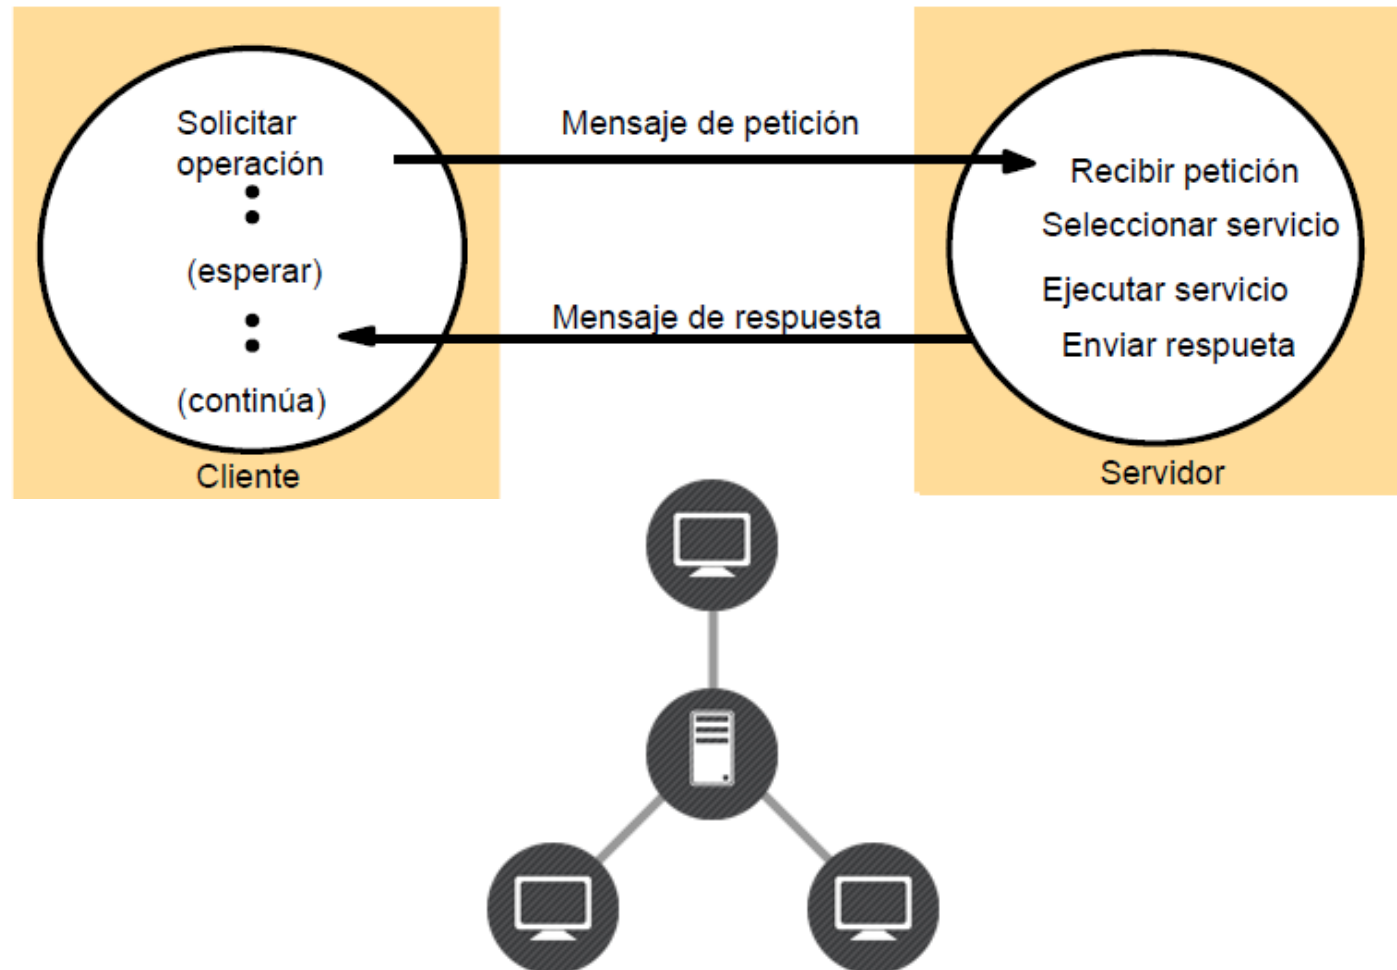 Solicitar
operación
(esperar)
(continúa)
Cliente
Mensaje de petición
Mensaje de respuesta
Recibir petición
Seleccionar servicio
Ejecutar servicio
Enviar respueta
Servidor